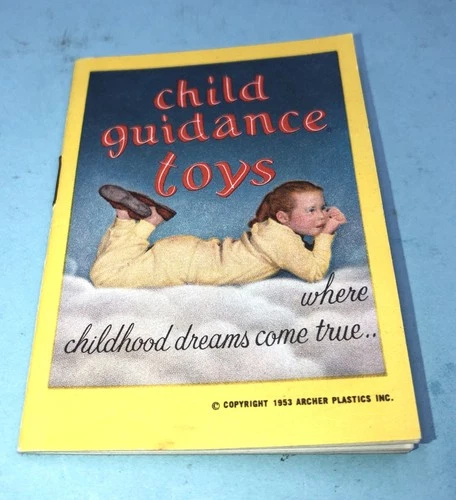 child
guidance
toys
where
childhood dreams come true..
© COPYRIGHT 1953 ARCHER PLASTICS INC.